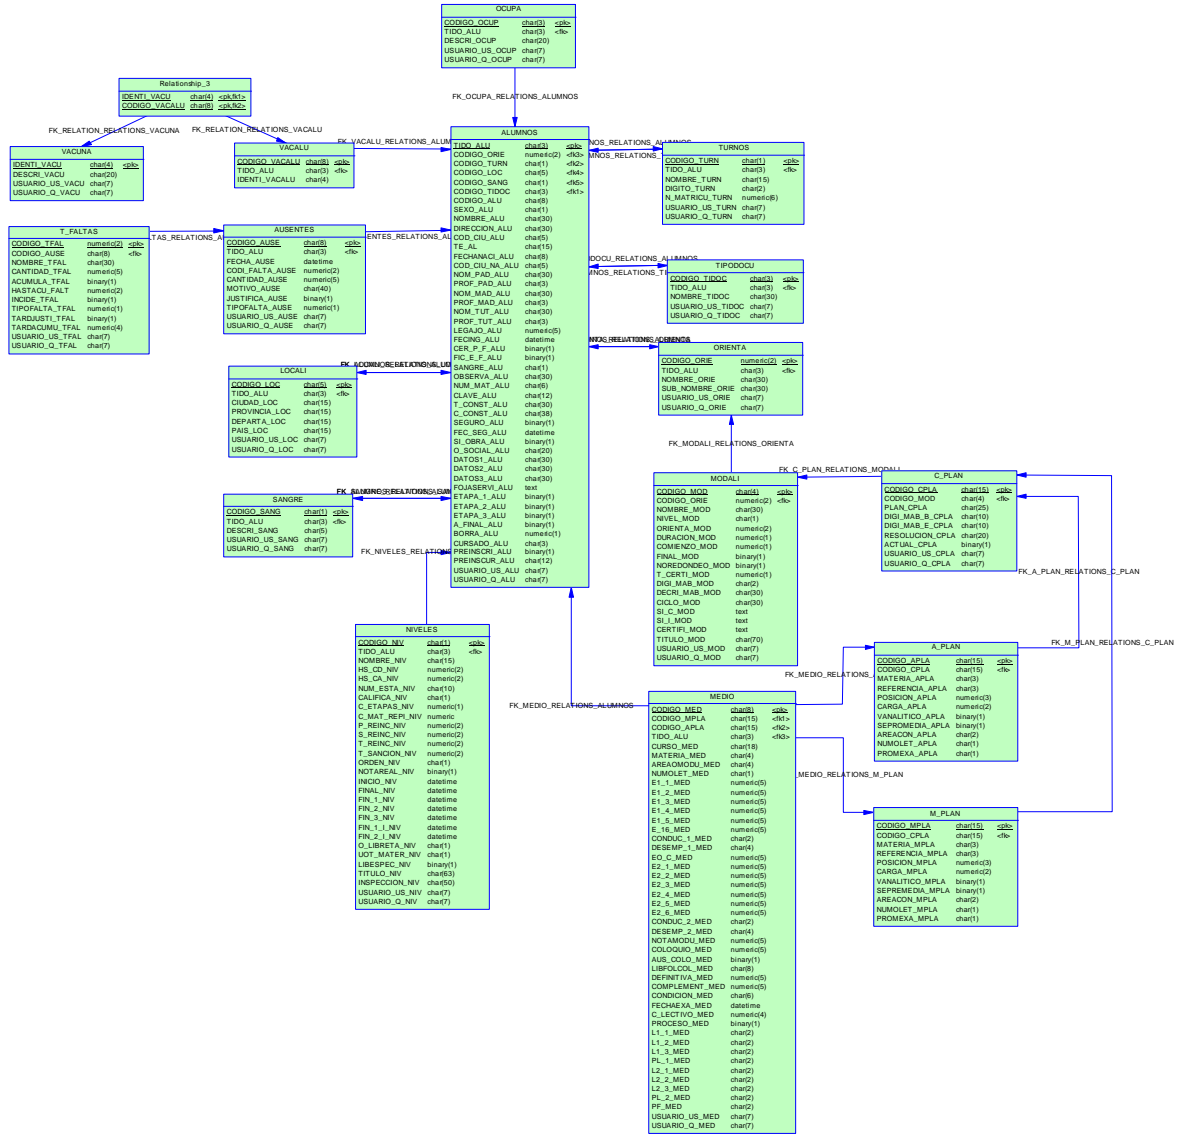 OCUPA
CODIGO_OCUP char(3) <pk>
TIDO_ALU char(3) <fk>
DESCRI_OCUP char(20)
USUARIO_US_OCUP char(7)
USUARIO_Q_OCUP char(7)
FK_OCUPA_RELATIONS_ALUMNOS
Relationship_3
IDENTI_VACU char(4) <pk,fk1>
CODIGO_VACALU char(8) <pk,fk2>
FK_RELATION_RELATIONS_VACUNA
FK_RELATION_RELATIONS_VACALU
VACUNA
IDENTI_VACU char(4) <pk>
DESCRI_VACU char(20)
USUARIO_US_VACU char(7)
USUARIO_Q_VACU char(7)
VACALU
CODIGO_VACALU char(8) <pk>
TIDO_ALU char(3) <fk>
IDENTI_VACALU char(4)
FK_VACALU_RELATIONS_ALUM
ALUMNOS
TIDO_ALU char(3) <pk>
CODIGO_ORIE numeric(2) <fk3>
CODIGO_TURN char(1) <fk2>
CODIGO_LOC char(5) <fk4>
CODIGO_SANG char(1) <fk5>
CODIGO_TIDOC char(3) <fk1>
CODIGO_ALU char(8)
SEXO_ALU char(1)
NOMBRE_ALU char(30)
DIRECCION_ALU char(30)
COD_CIU_ALU char(5)
TE_AL char(15)
FECHANACI_ALU char(8)
COD_CIU_NA_ALU char(5)
NOM_PAD_ALU char(30)
PROF_PAD_ALU char(3)
NOM_MAD_ALU char(30)
PROF_MAD_ALU char(3)
NOM_TUT_ALU char(30)
PROF_TUT_ALU char(3)
LEGAJO_ALU numeric(5)
FECING_ALU datetime
CER_P_F_ALU binary(1)
FIC_E_F_ALU binary(1)
SANGRE_ALU char(1)
OBSERVA_ALU char(30)
NUM_MAT_ALU char(6)
CLAVE_ALU char(12)
T_CONST_ALU char(30)
C_CONST_ALU char(38)
SEGURO_ALU binary(1)
FEC_SEG_ALU datetime
SI_OBRA_ALU binary(1)
O_SOCIAL_ALU char(20)
DATOS1_ALU char(30)
DATOS2_ALU char(30)
DATOS3_ALU char(30)
FOJASERVI_ALU text
ETAPA_1_ALU binary(1)
ETAPA_2_ALU binary(1)
ETAPA_3_ALU binary(1)
A_FINAL_ALU binary(1)
BORRA_ALU numeric(1)
CURSADO_ALU char(3)
PREINSCRI_ALU binary(1)
PREINSCUR_ALU char(12)
USUARIO_US_ALU char(7)
USUARIO_Q_ALU char(7)
TURNOS
CODIGO_TURN char(1) <pk>
TIDO_ALU char(3) <fk>
NOMBRE_TURN char(15)
DIGITO_TURN char(2)
N_MATRICU_TURN numeric(6)
USUARIO_US_TURN char(7)
USUARIO_Q_TURN char(7)
T_FALTAS
CODIGO_TFAL numeric(2) <pk>
CODIGO_AUSE char(8) <fk>
NOMBRE_TFAL char(30)
CANTIDAD_TFAL numeric(5)
ACUMULA_TFAL binary(1)
HASTACU_FALT numeric(2)
INCIDE_TFAL binary(1)
TIPOFALTA_TFAL numeric(1)
TARDJUSTI_TFAL binary(1)
TARDACUMU_TFAL numeric(4)
USUARIO_US_TFAL char(7)
USUARIO_Q_TFAL char(7)
AUSENTES
CODIGO_AUSE char(8) <pk>
TIDO_ALU char(3) <fk>
FECHA_AUSE datetime
CODI_FALTA_AUSE numeric(2)
CANTIDAD_AUSE numeric(5)
MOTIVO_AUSE char(40)
JUSTIFICA_AUSE binary(1)
TIPOFALTA_AUSE numeric(1)
USUARIO_US_AUSE char(7)
USUARIO_Q_AUSE char(7)
TIPODOCU
CODIGO_TIDOC char(3) <pk>
TIDO_ALU char(3) <fk>
NOMBRE_TIDOC char(30)
USUARIO_US_TIDOC char(7)
USUARIO_Q_TIDOC char(7)
ORIENTA
CODIGO_ORIE numeric(2) <pk>
TIDO_ALU char(3) <fk>
NOMBRE_ORIE char(30)
SUB_NOMBRE_ORIE char(30)
USUARIO_US_ORIE char(7)
USUARIO_Q_ORIE char(7)
LOCALI
CODIGO_LOC char(5) <pk>
TIDO_ALU char(3) <fk>
CIUDAD_LOC char(15)
PROVINCIA_LOC char(15)
DEPARTA_LOC char(15)
PAIS_LOC char(15)
USUARIO_US_LOC char(7)
USUARIO_Q_LOC char(7)
FK_MODALI_RELATIONS_ORIENTA
SANGRE
CODIGO_SANG char(1) <pk>
TIDO_ALU char(3) <fk>
DESCRI_SANG char(5)
USUARIO_US_SANG char(7)
USUARIO_Q_SANG char(7)
MODALI
CODIGO_MOD char(4) <pk>
CODIGO_ORIE numeric(2) <fk>
NOMBRE_MOD char(30)
NIVEL_MOD char(1)
ORIENTA_MOD numeric(2)
DURACION_MOD numeric(1)
COMIENZO_MOD numeric(1)
FINAL_MOD binary(1)
NOREDONDEO_MOD binary(1)
T_CERTI_MOD numeric(1)
DIGI_MAB_MOD char(2)
DECRI_MAB_MOD char(30)
CICLO_MOD char(30)
SI_C_MOD text
SI_I_MOD text
CERTIFI_MOD text
TITULO_MOD char(70)
USUARIO_US_MOD char(7)
USUARIO_Q_MOD char(7)
FK_C_PLAN_RELATIONS_MODALI
C_PLAN
CODIGO_CPLA char(15) <pk>
CODIGO_MOD char(4) <fk>
PLAN_CPLA char(25)
DIGI_MAB_B_CPLA char(10)
DIGI_MAB_E_CPLA char(10)
RESOLUCION_CPLA char(20)
ACTUAL_CPLA binary(1)
USUARIO_US_CPLA char(7)
USUARIO_Q_CPLA char(7)
FK_A_PLAN_RELATIONS_C_PLAN
FK_NIVELES_RELATIONS
NIVELES
CODIGO_NIV char(1) <pk>
TIDO_ALU char(3) <fk>
NOMBRE_NIV char(15)
HS_CD_NIV numeric(2)
HS_CA_NIV numeric(2)
NUM_ESTA_NIV char(10)
CALIFICA_NIV char(1)
C_ETAPAS_NIV numeric(1)
C_MAT_REPI_NIV numeric
P_REINC_NIV numeric(2)
S_REINC_NIV numeric(2)
T_REINC_NIV numeric(2)
T_SANCION_NIV numeric(2)
ORDEN_NIV char(1)
NOTAREAL_NIV binary(1)
INICIO_NIV datetime
FINAL_NIV datetime
FIN_1_NIV datetime
FIN_2_NIV datetime
FIN_3_NIV datetime
FIN_1_I_NIV datetime
FIN_2_I_NIV datetime
O_LIBRETA_NIV char(1)
UOT_MATER_NIV char(1)
LIBESPEC_NIV binary(1)
TITULO_NIV char(63)
INSPECCION_NIV char(50)
USUARIO_US_NIV char(7)
USUARIO_Q_NIV char(7)
FK_M_PLAN_RELATIONS_C_PLAN
A_PLAN
CODIGO_APLA char(15) <pk>
CODIGO_CPLA char(15) <fk>
MATERIA_APLA char(3)
REFERENCIA_APLA char(3)
POSICION_APLA numeric(3)
CARGA_APLA numeric(2)
VANALITICO_APLA binary(1)
SEPROMEDIA_APLA binary(1)
AREACON_APLA char(2)
NUMOLET_APLA char(1)
PROMEXA_APLA char(1)
FK_MEDIO_RELATIONS_A
FK_MEDIO_RELATIONS_ALUMNOS
MEDIO
CODIGO_MED char(8) <pk>
CODIGO_MPLA char(15) <fk1>
CODIGO_APLA char(15) <fk2>
TIDO_ALU char(3) <fk3>
CURSO_MED char(18)
MATERIA_MED char(4)
AREAOMODU_MED char(4)
NUMOLET_MED char(1)
E1_1_MED numeric(5)
E1_2_MED numeric(5)
E1_3_MED numeric(5)
E1_4_MED numeric(5)
E1_5_MED numeric(5)
E_16_MED numeric(5)
CONDUC_1_MED char(2)
DESEMP_1_MED char(4)
EO_C_MED numeric(5)
E2_1_MED numeric(5)
E2_2_MED numeric(5)
E2_3_MED numeric(5)
E2_4_MED numeric(5)
E2_5_MED numeric(5)
E2_6_MED numeric(5)
CONDUC_2_MED char(2)
DESEMP_2_MED char(4)
NOTAMODU_MED numeric(5)
COLOQUIO_MED numeric(5)
AUS_COLO_MED binary(1)
LIBFOLCOL_MED char(8)
DEFINITIVA_MED numeric(5)
COMPLEMENT_MED numeric(5)
CONDICION_MED char(6)
FECHAEXA_MED datetime
C_LECTIVO_MED numeric(4)
PROCESO_MED binary(1)
L1_1_MED char(2)
L1_2_MED char(2)
L1_3_MED char(2)
PL_1_MED char(2)
L2_1_MED char(2)
L2_2_MED char(2)
L2_3_MED char(2)
PL_2_MED char(2)
PF_MED char(2)
USUARIO_US_MED char(7)
USUARIO_Q_MED char(7)
_MEDIO_RELATIONS_M_PLAN
M_PLAN
CODIGO_MPLA char(15) <pk>
CODIGO_CPLA char(15) <fk>
MATERIA_MPLA char(3)
REFERENCIA_MPLA char(3)
POSICION_MPLA numeric(3)
CARGA_MPLA numeric(2)
VANALITICO_MPLA binary(1)
SEPREMEDIA_MPLA binary(1)
AREACON_MPLA char(2)
NUMOLET_MPLA char(1)
PROMEXA_MPLA char(1)